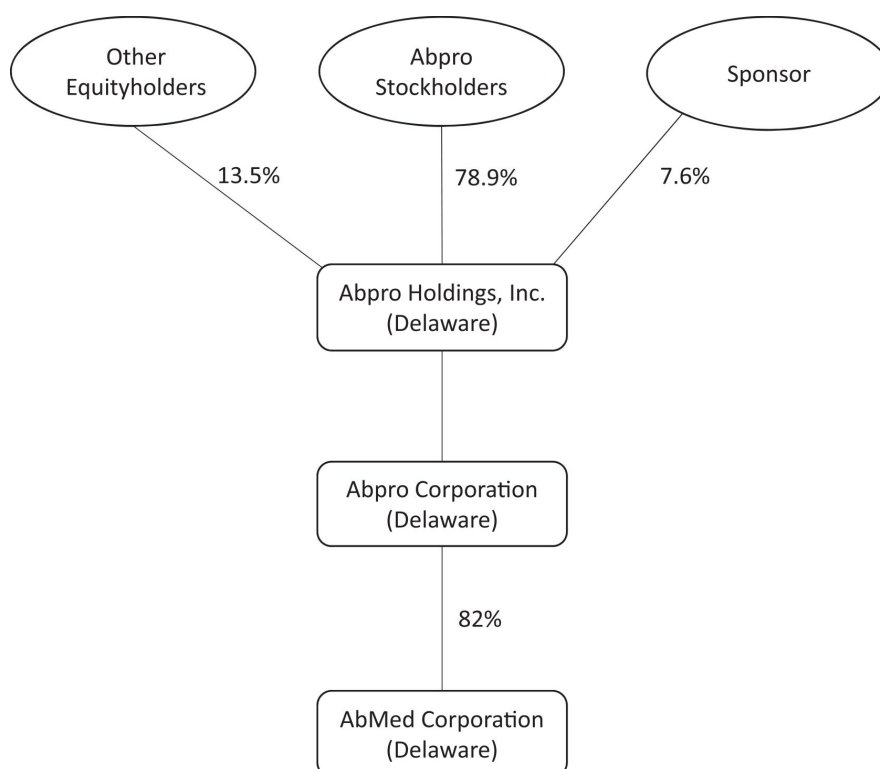 Other
Equityholders
Abpro
Stockholders
Sponsor
13.5%
78.9%
7.6%
Abpro Holdings, Inc.
(Delaware)
Abpro Corporation
(Delaware)
82%
AbMed Corporation
(Delaware)